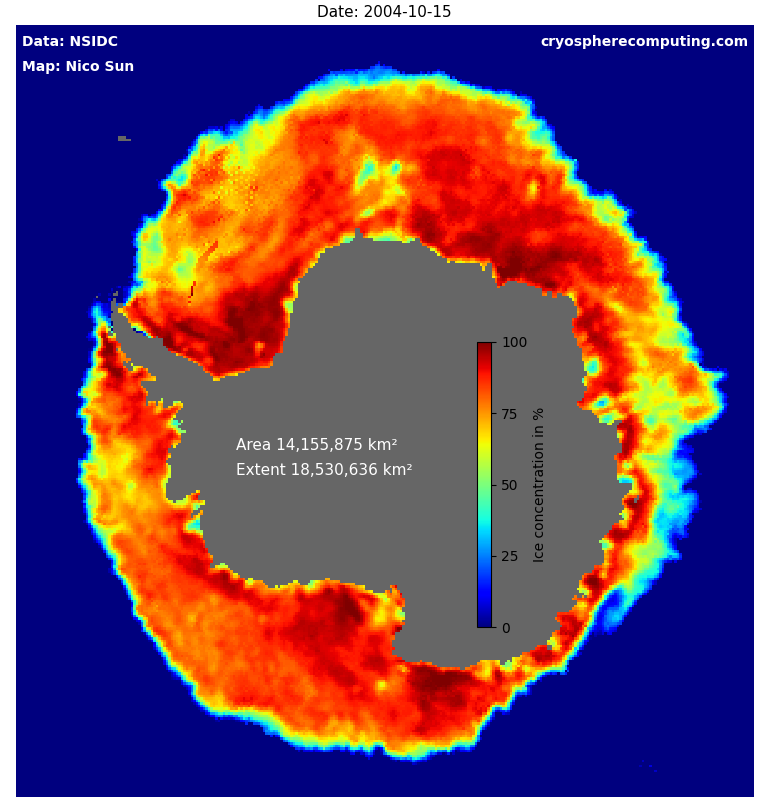 Date: 2004-10-15
Data: NSIDC
cryospherecomputing.com
Map: Nico Sun
100
75
50
25
0
Ice concentration in %
Area 14,155,875 km²
Extent 18,530,636 km²